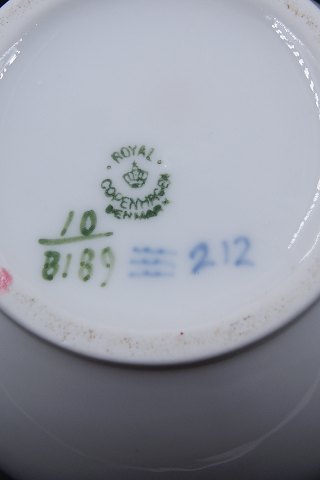 ROYAL
COPENHAGEN
DENMARK
10
8189 212